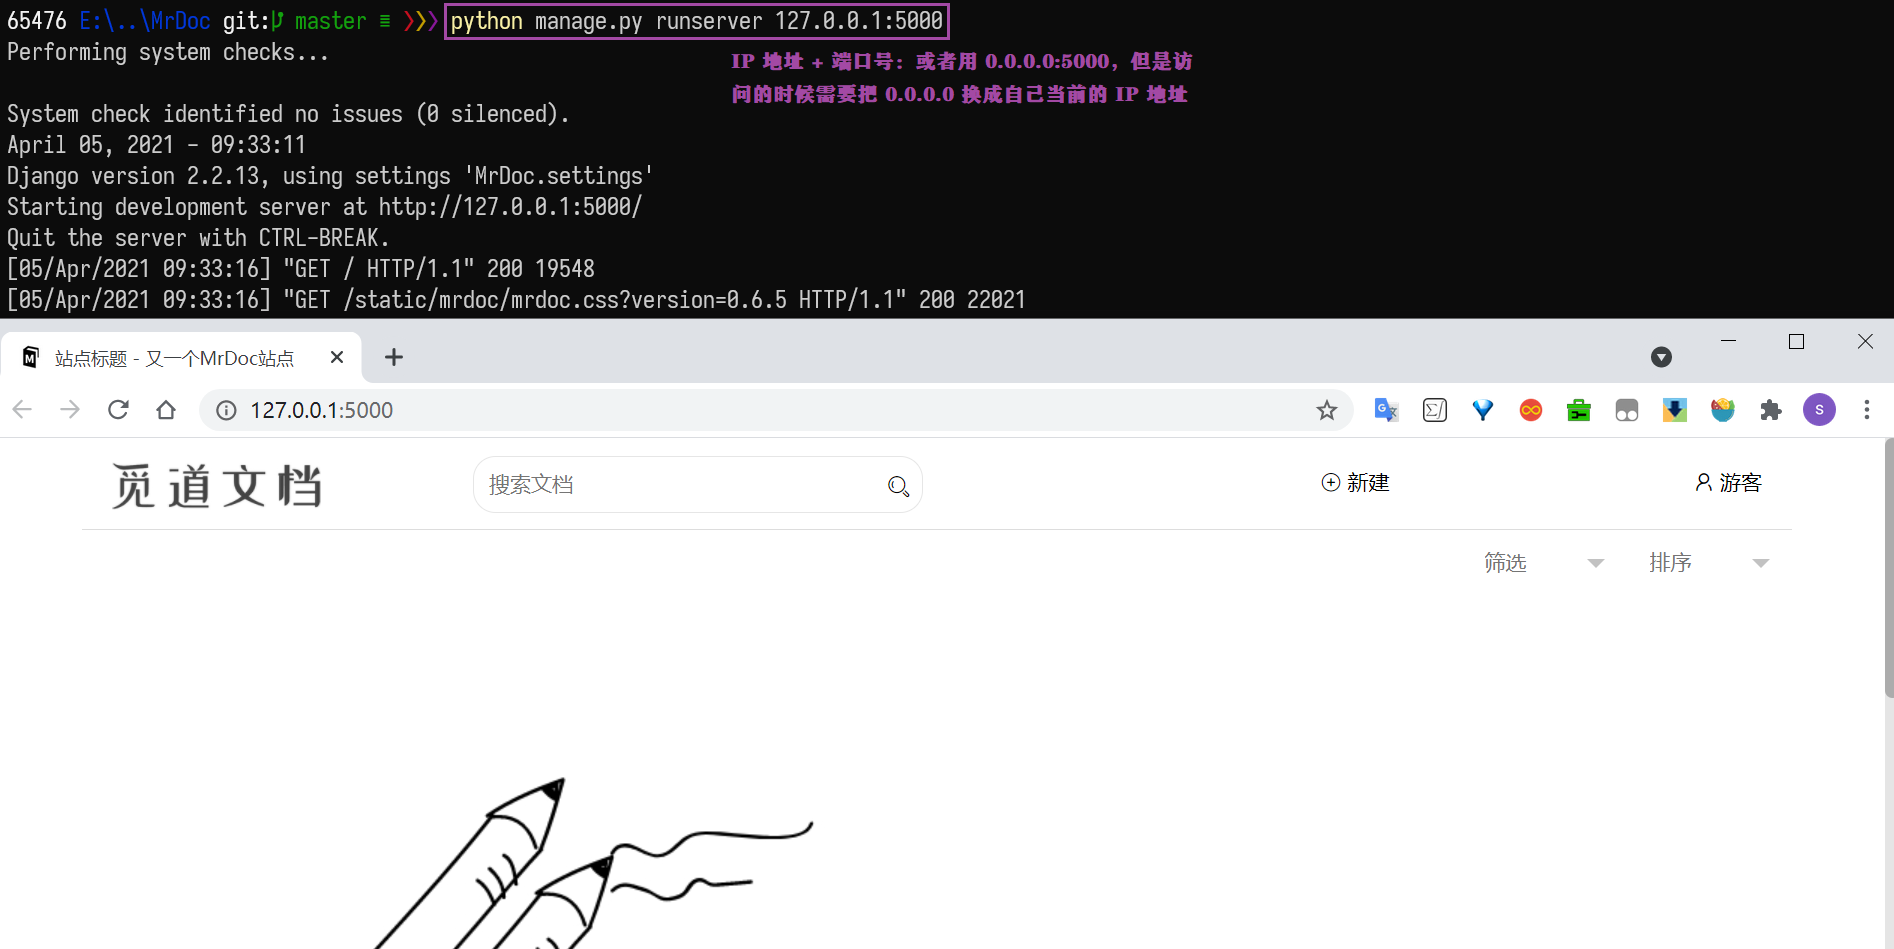 65476 E:\..\MrDoc git: master ≡ ❯❯❯ python manage.py runserver 127.0.0.1:5000
Performing system checks...
IP 地址 + 端口号：或者用 0.0.0.0:5000，但是访
问的时候需要把 0.0.0.0 换成自己当前的 IP 地址
System check identified no issues (0 silenced).
April 05, 2021 - 09:33:11
Django version 2.2.13, using settings 'MrDoc.settings'
Starting development server at http://127.0.0.1:5000/
Quit the server with CTRL-BREAK.
[05/Apr/2021 09:33:16] "GET / HTTP/1.1" 200 19548
[05/Apr/2021 09:33:16] "GET /static/mrdoc/mrdoc.css?version=0.6.5 HTTP/1.1" 200 22021
站点标题 - 又一个MrDoc站点
127.0.0.1:5000
S
觅道文档
搜索文档
新建
游客
筛选
排序